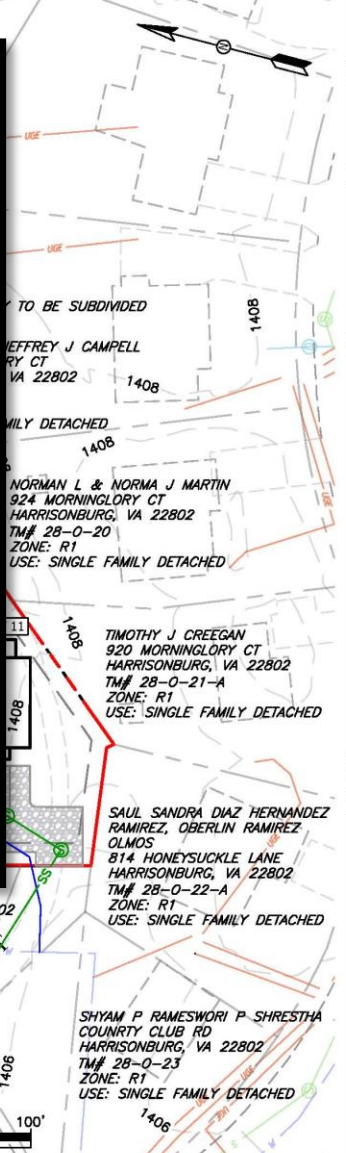 N
UGE
UGE
TO BE SUBDIVIDED
1408
JEFFREY J CAMPELL
RY CT
VA 22802
1408
MILY DETACHED
1408
UGE
NORMAN L & NORMA J MARTIN
924 MORNINGLORY CT
HARRISONBURG, VA 22802
TM# 28-0-20
ZONE: R1
USE: SINGLE FAMILY DETACHED
11
1408
TIMOTHY J CREEGAN
920 MORNINGLORY CT
HARRISONBURG, VA 22802
TM# 28-0-21-A
ZONE: R1
USE: SINGLE FAMILY DETACHED
1408
SAUL SANDRA DIAZ HERNANDEZ
RAMIREZ, OBERLIN RAMIREZ
OLMOS
814 HONEYSUCKLE LANE
HARRISONBURG, VA 22802
TM# 28-0-22-A
ZONE: R1
USE: SINGLE FAMILY DETACHED
SS
02
SHYAM P RAMESWORI P SHRESTHA
COUNRTY CLUB RD
HARRISONBURG, VA 22802
TM# 28-0-23
ZONE: R1
USE: SINGLE FAMILY DETACHED
1406
UGE
UGE
1406
100'